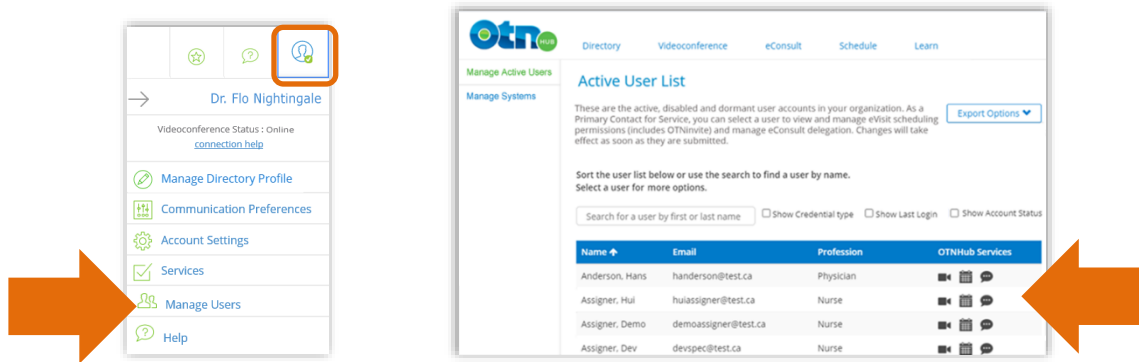 Dr. Flo Nightingale
Videoconference Status : Online
connection help
Manage Directory Profile
Communication Preferences
Account Settings
Services
Manage Users
Help
otn HUB
Directory Videoconference eConsult Schedule Learn
Manage Active Users
Manage Systems
Active User List
These are the active, disabled and dormant user accounts in your organization. As a
Primary Contact for Service, you can select a user to view and manage eVisit scheduling
permissions (includes OTNinvite) and manage eConsult delegation. Changes will take
effect as soon as they are submitted.
Export Options
Sort the user list below or use the search to find a user by name.
Select a user for more options.
Search for a user by first or last name Show Credential type Show Last Login Show Account Status
Name Email Profession OTNHub Services
Anderson, Hans handerson@test.ca Physician
Assigner, Hui huiassigner@test.ca Nurse
Assigner, Demo demoassigner@test.ca Nurse
Assigner, Dev devspec@test.ca Nurse